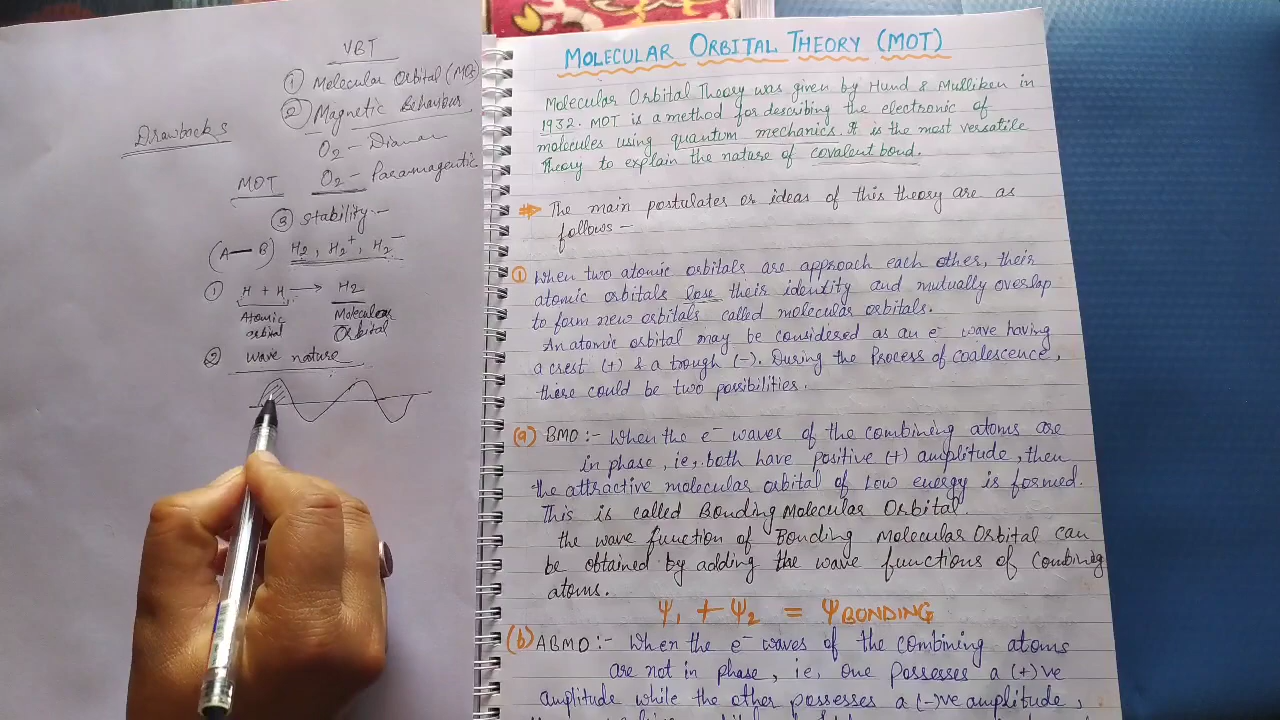 VBT
① Molecular Orbital (MOs)
② Magnetic Behaviour
Drawbacks
O2 - Diamag
O2 - Paramagentic
MOT
③ Stability -
(A — B) H2, H2+, H2-
① H + H → H2
Atomic Molecular
orbital Orbital
② wave nature
MOLECULAR ORBITAL THEORY (MOT)
Molecular Orbital Theory was given by Hund & Mulliken in
1932. MOT is a method for describing the electronic of
molecules using quantum mechanics. It is the most versatile
Theory to explain the nature of covalent bond.
⇒ The main postulates or ideas of this theory are as
follows -
① When two atomic orbitals are approach each other, their
atomic orbitals lose their identity and mutually overlap
to form new orbitals called molecular orbitals.
An atomic orbital may be considered as an e- wave having
a crest (+) & a trough (-). During the Process of coalescence,
there could be two possibilities.
(a) BMO :- When the e- waves of the combining atoms are
in phase, ie, both have positive (+) amplitude, then
the attractive molecular orbital of Low energy is formed.
This is called Bonding Molecular Orbital.
the wave function of Bonding Molecular Orbital can
be obtained by adding the wave functions of combining
atoms.
Ψ1 + Ψ2 = Ψ BONDING
(b) ABMO :- When the e- waves of the combining atoms
are not in phase, i.e, one possesses a (+)ve
amplitude while the other possesses a (-)ve amplitude,